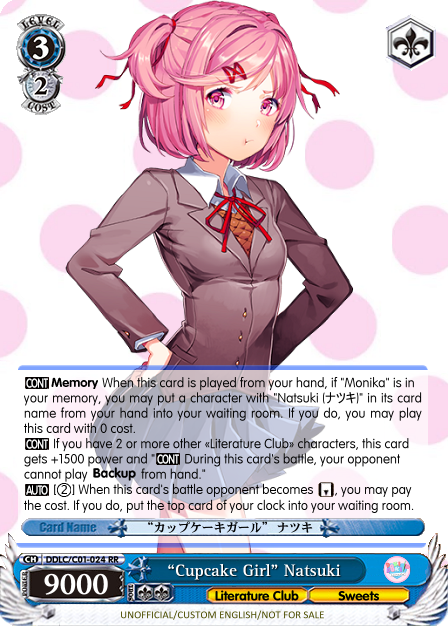 LEVEL
3
2
COST
CONT Memory When this card is played from your hand, if "Monika" is in
your memory, you may put a character with "Natsuki (ナツキ)" in its card
name from your hand into your waiting room. If you do, you may play
this card with 0 cost.
CONT If you have 2 or more other «Literature Club» characters, this card
gets +1500 power and "CONT During this card's battle, your opponent
cannot play Backup from hand."
AUTO [②] When this card's battle opponent becomes , you may pay
the cost. If you do, put the top card of your clock into your waiting room.
Card Name “カップケーキガール” ナツキ
CH DDLC/C01-024 RR
POWER 9000 SOUL “Cupcake Girl” Natsuki
Literature Club Sweets
UNOFFICIAL/CUSTOM ENGLISH/NOT FOR SALE